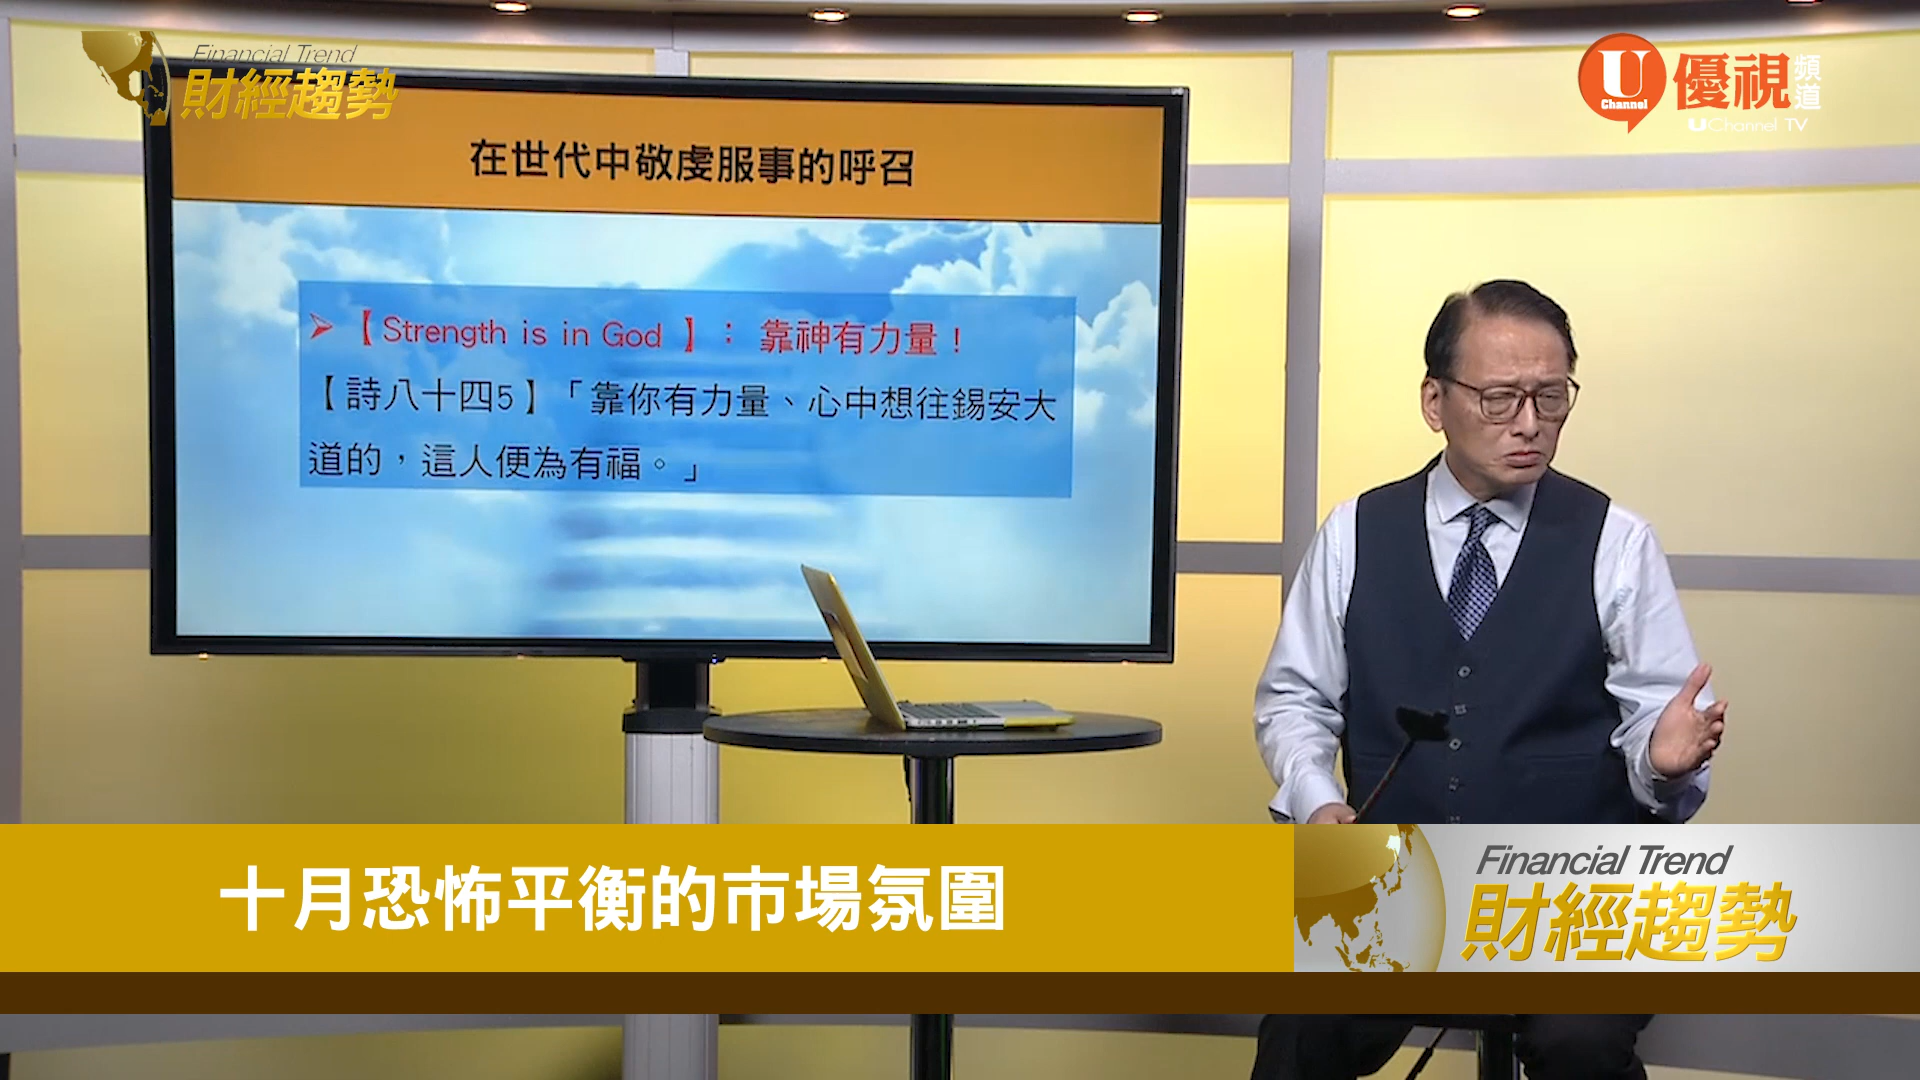 Financial Trend
財經趨勢
U
Channel
優視
頻道
UChannel TV
在世代中敬虔服事的呼召
➢【Strength is in God 】： 靠神有力量！
【詩八十四5】「靠你有力量、心中想往錫安大
道的，這人便為有福。」
十月恐怖平衡的市場氛圍
Financial Trend
財經趨勢